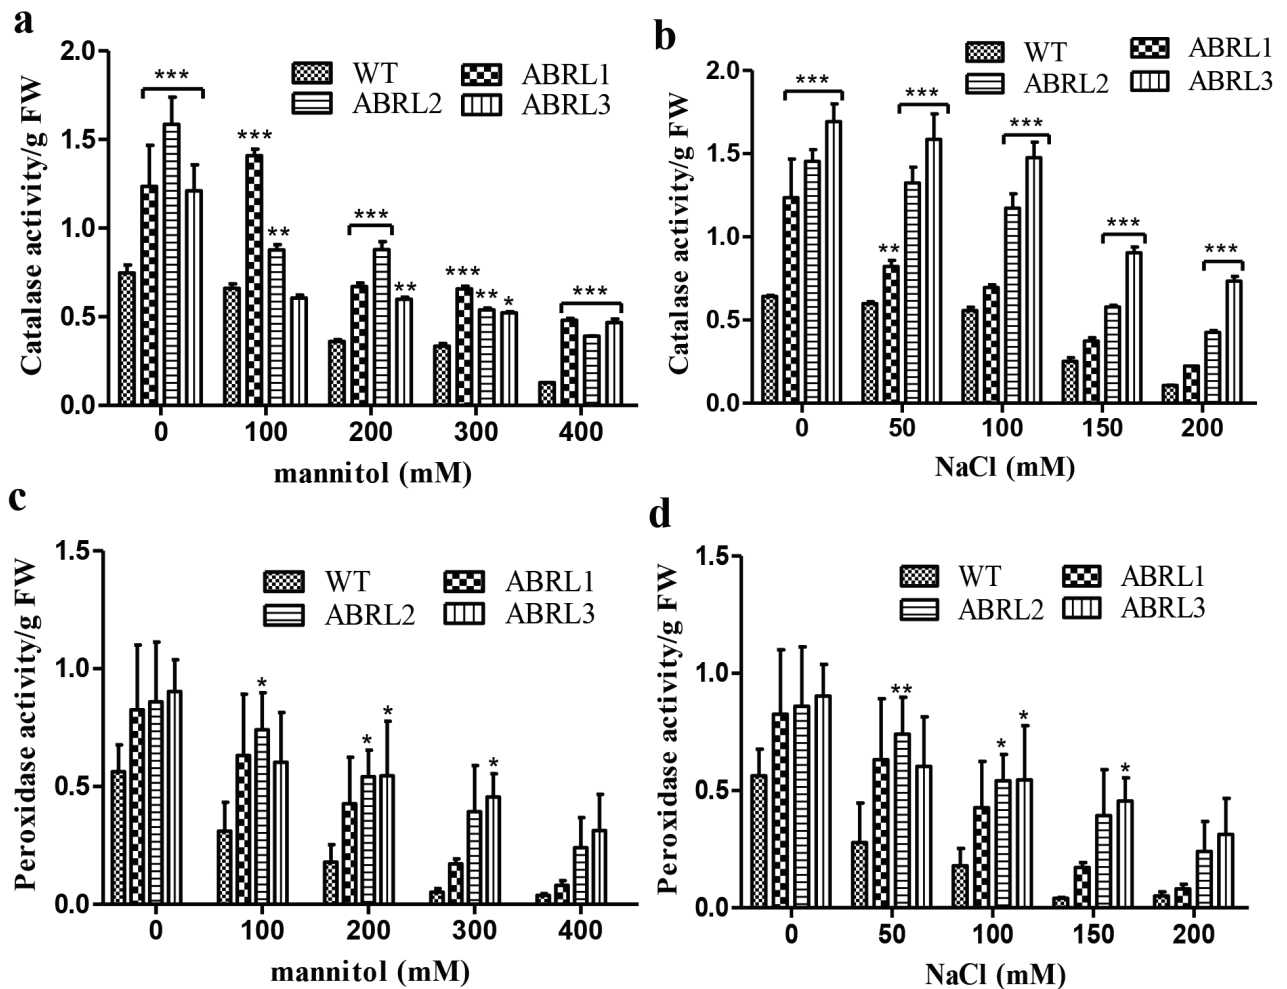 a
Catalase activity/g FW
2.0
1.5
1.0
0.5
0.0
WT
ABRL1
ABRL2
ABRL3
***
***
**
***
**
***
**
*
***
0
100
200
300
400
mannitol (mM)
b
Catalase activity/g FW
2.0
1.5
1.0
0.5
0.0
WT
ABRL1
ABRL2
ABRL3
***
**
***
***
***
***
0
50
100
150
200
NaCl (mM)
c
Peroxidase activity/g FW
1.5
1.0
0.5
0.0
WT
ABRL1
ABRL2
ABRL3
*
*
*
*
0
100
200
300
400
mannitol (mM)
d
Peroxidase activity/g FW
1.5
1.0
0.5
0.0
WT
ABRL1
ABRL2
ABRL3
**
*
*
*
0
50
100
150
200
NaCl (mM)